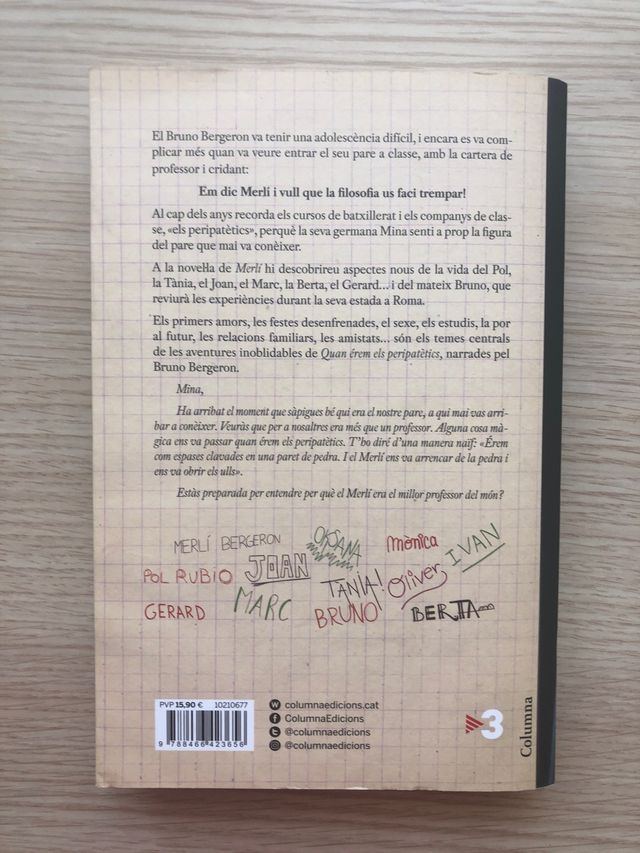 El Bruno Bergeron va tenir una adolescència difícil, i encara es va com-
plicar més quan va veure entrar el seu pare a classe, amb la cartera de
professor i cridant:
Em dic Merlí i vull que la filosofia us faci trempar!
Al cap dels anys recorda els cursos de batxillerat i els companys de clas-
se, «els peripatètics», perquè la seva germana Mina senti a prop la figura
del pare que mai va conèixer.
A la novel·la de Merlí hi descobrireu aspectes nous de la vida del Pol,
la Tània, el Joan, el Marc, la Berta, el Gerard... i del mateix Bruno, que
reviurà les experiències durant la seva estada a Roma.
Els primers amors, les festes desenfrenades, el sexe, els estudis, la por
al futur, les relacions familiars, les amistats... són els temes centrals
de les aventures inoblidables de Quan érem els peripatètics, narrades pel
Bruno Bergeron.
Mina,
Ha arribat el moment que sàpigues bé qui era el nostre pare, a qui mai vas arri-
bar a conèixer. Veuràs que per a nosaltres era més que un professor. Alguna cosa mà-
gica ens va passar quan érem els peripatètics. T'ho diré d'una manera naïf: «Érem
com espases clavades en una paret de pedra. I el Merlí ens va arrencar de la pedra i
ens va obrir els ulls».
Estàs preparada per entendre per què el Merlí era el millor professor del món?
MERLÍ BERGERON
OKSANA
mònica
IVAN
POL RUBIO
JOAN
TANIA!
Oliver
GERARD
MARC
BRUNO
BERTA
PVP 15,90 € 10210677
9 788466 423656
columnaedicions.cat
ColumnaEdicions
@columnaedicions
@columnaedicions
3
Columna